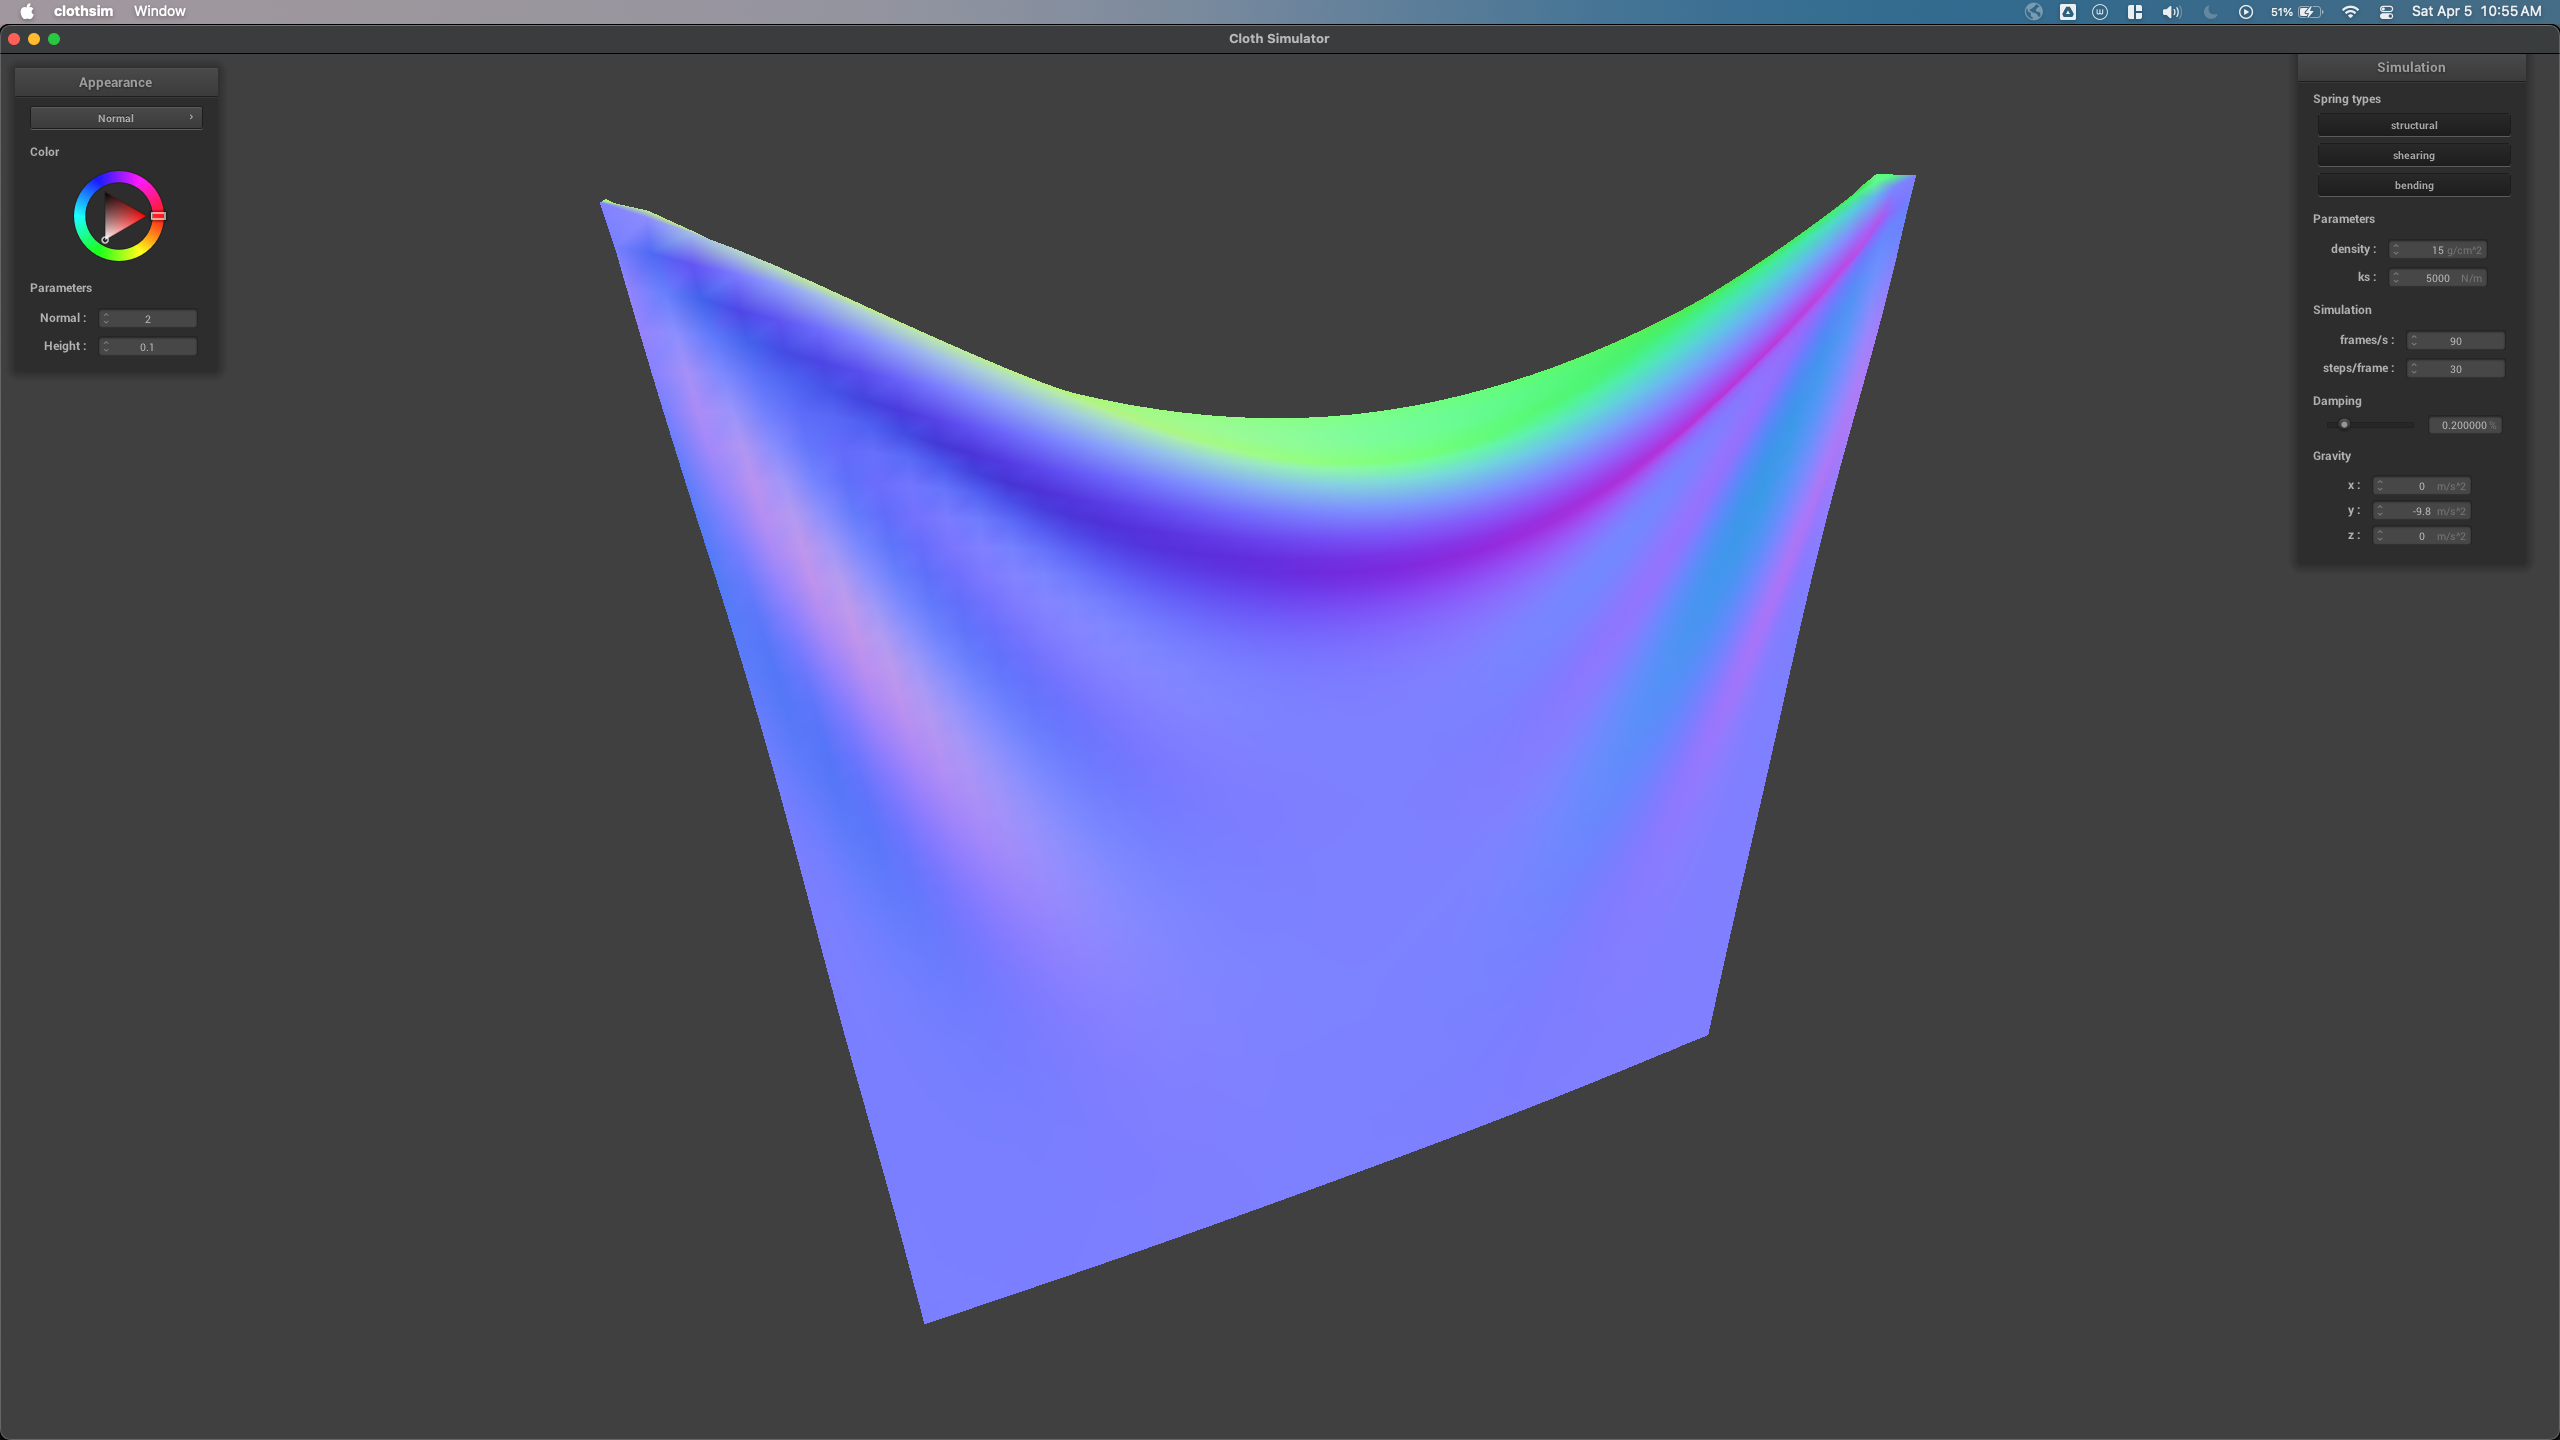 clothsim Window
51% Sat Apr 5 10:55 AM
Cloth Simulator
Appearance
Normal
Color
Parameters
Normal : 2
Height : 0.1
Simulation
Spring types
structural
shearing
bending
Parameters
density : 15 g/cm^2
ks : 5000 N/m
Simulation
frames/s : 90
steps/frame : 30
Damping
0.200000 %
Gravity
x : 0 m/s^2
y : -9.8 m/s^2
z : 0 m/s^2